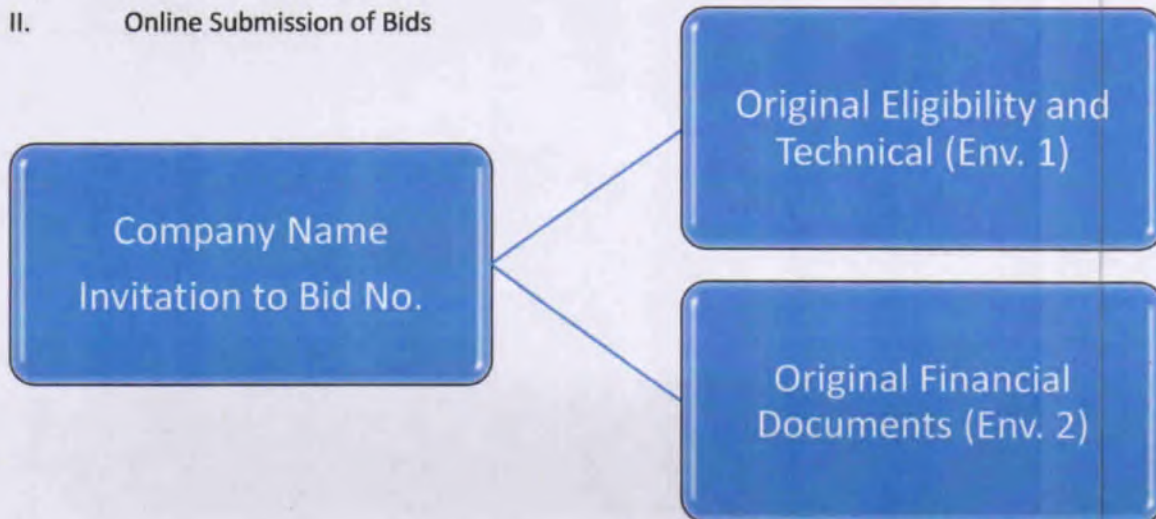 II. Online Submission of Bids
Company Name
Invitation to Bid No.
Original Eligibility and
Technical (Env. 1)
Original Financial
Documents (Env. 2)